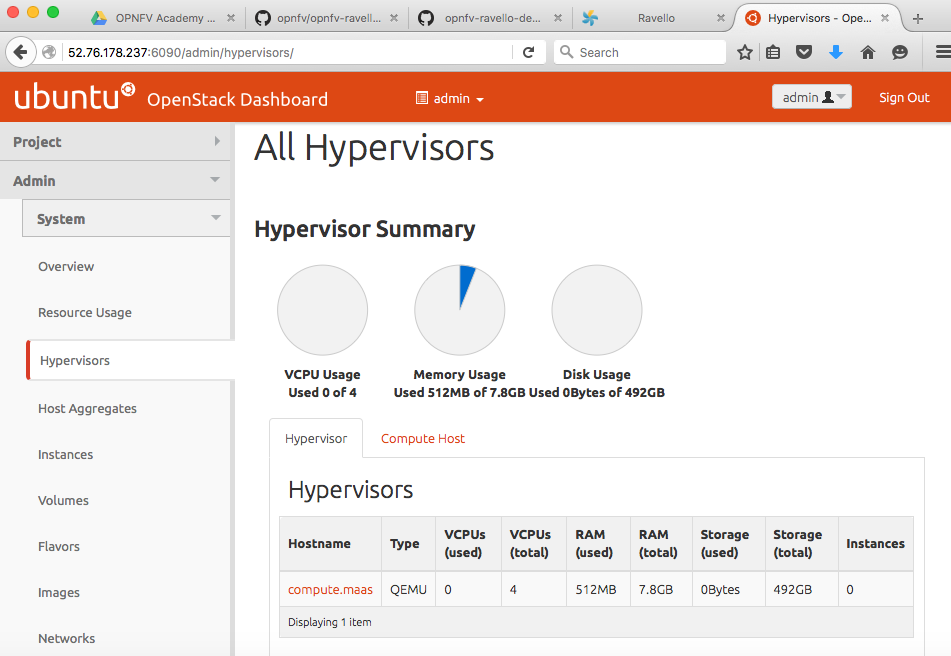 OPNFV Academy ...
opnfv/opnfv-ravell...
opnfv-ravello-de...
Ravello
Hypervisors - Ope...
52.76.178.237:6090/admin/hypervisors/
Search
ubuntu
OpenStack Dashboard
admin
admin
Sign Out
Project
Admin
System
Overview
Resource Usage
Hypervisors
Host Aggregates
Instances
Volumes
Flavors
Images
Networks
All Hypervisors
Hypervisor Summary
VCPU Usage
Used 0 of 4
Memory Usage
Used 512MB of 7.8GB
Disk Usage
Used 0Bytes of 492GB
Hypervisor
Compute Host
Hypervisors
Hostname Type VCPUs (used) VCPUs (total) RAM (used) RAM (total) Storage (used) Storage (total) Instances
compute.maas QEMU 0 4 512MB 7.8GB 0Bytes 492GB 0
Displaying 1 item